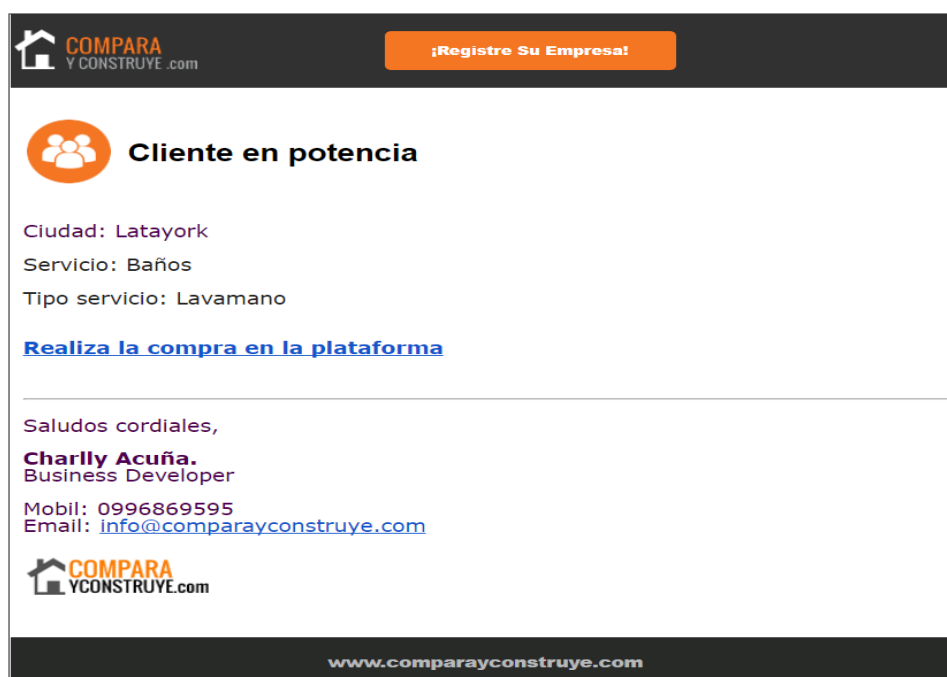 COMPARA
Y CONSTRUYE .com
¡Registre Su Empresa!
Cliente en potencia
Ciudad: Latayork
Servicio: Baños
Tipo servicio: Lavamano
Realiza la compra en la plataforma
Saludos cordiales,
Charlly Acuña.
Business Developer
Mobil: 0996869595
Email: info@comparayconstruye.com
COMPARA
YCONSTRUYE.com
www.comparayconstruye.com